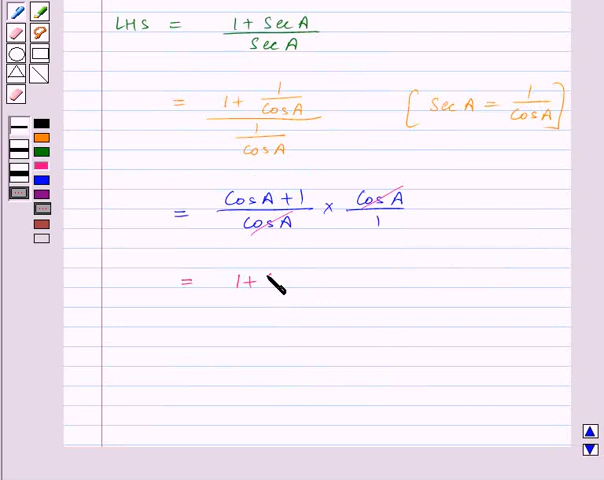 LHS = 1 + Sec A / Sec A
= 1 + 1/Cos A / 1/Cos A [Sec A = 1/Cos A]
= Cos A + 1 / Cos A × Cos A / 1
= 1 +